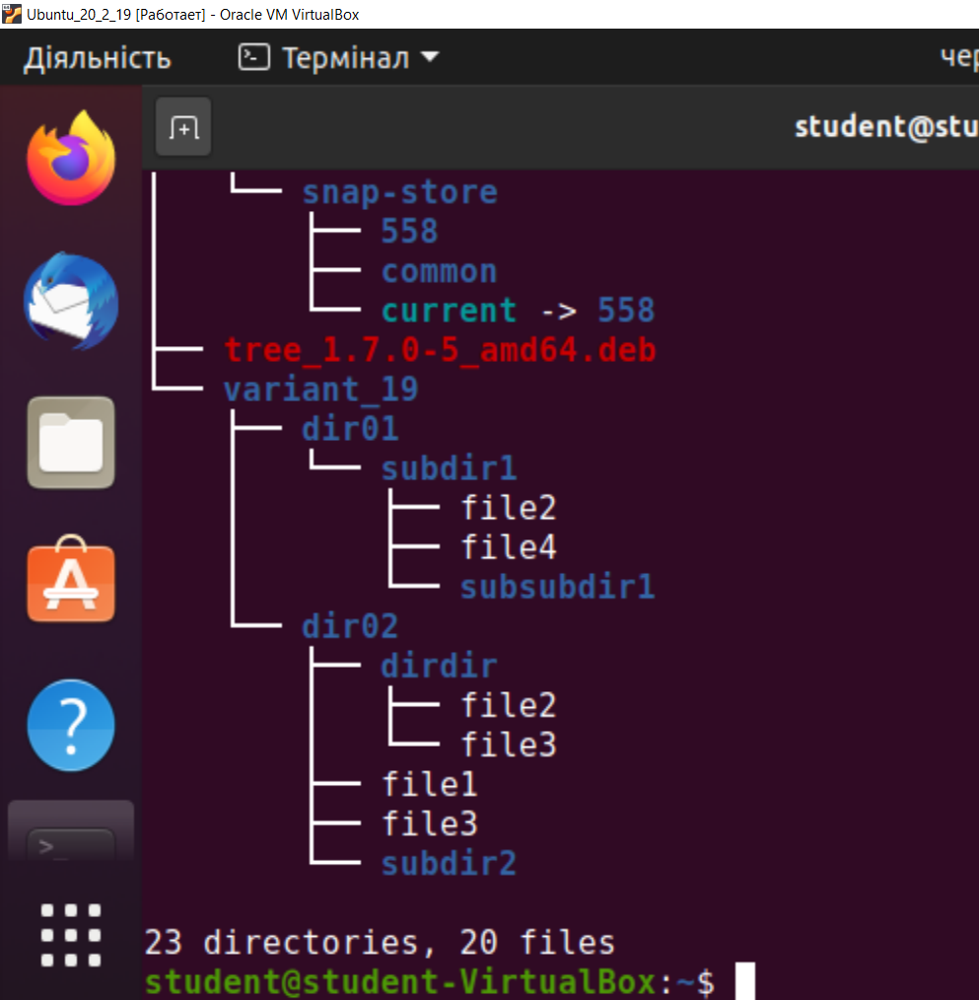 Ubuntu_20_2_19 [Работает] - Oracle VM VirtualBox
Діяльність Термінал чер
student@stu
└── snap-store
├── 558
├── common
└── current -> 558
├── tree_1.7.0-5_amd64.deb
└── variant_19
├── dir01
└── subdir1
├── file2
├── file4
└── subsubdir1
└── dir02
├── dirdir
├── file2
└── file3
├── file1
├── file3
└── subdir2
23 directories, 20 files
student@student-VirtualBox:~$